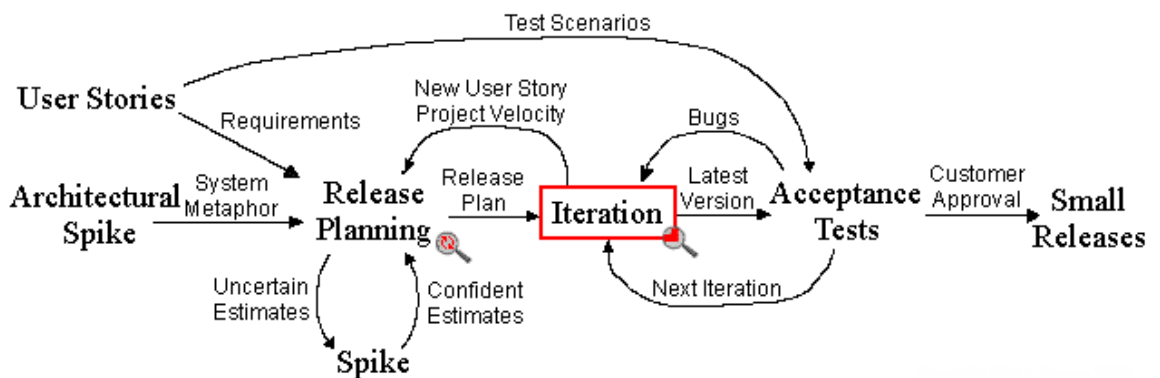 Test Scenarios
User Stories
New User Story
Project Velocity
Bugs
Requirements
Architectural
Spike
System
Metaphor
Release
Planning
Release
Plan
Iteration
Latest
Version
Acceptance
Tests
Customer
Approval
Small
Releases
Uncertain
Estimates
Confident
Estimates
Next Iteration
Spike